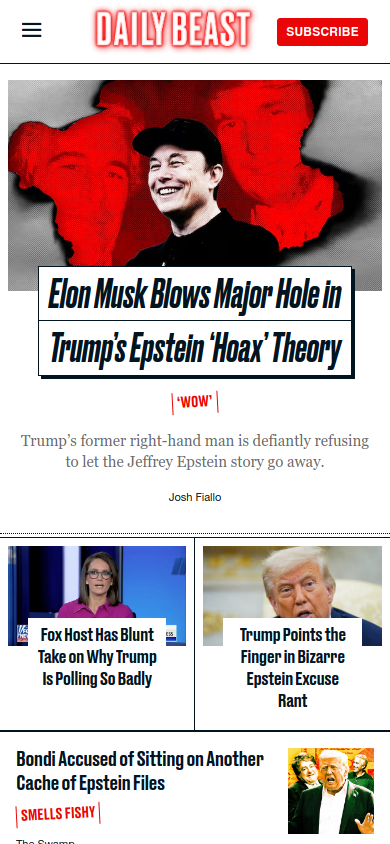 DAILY BEAST
SUBSCRIBE
Elon Musk Blows Major Hole in
Trump's Epstein ‘Hoax’ Theory
‘WOW’
Trump’s former right-hand man is defiantly refusing
to let the Jeffrey Epstein story go away.
Josh Fiallo
Fox Host Has Blunt
Take on Why Trump
Is Polling So Badly
Trump Points the
Finger in Bizarre
Epstein Excuse
Rant
Bondi Accused of Sitting on Another
Cache of Epstein Files
SMELLS FISHY
The Swamp